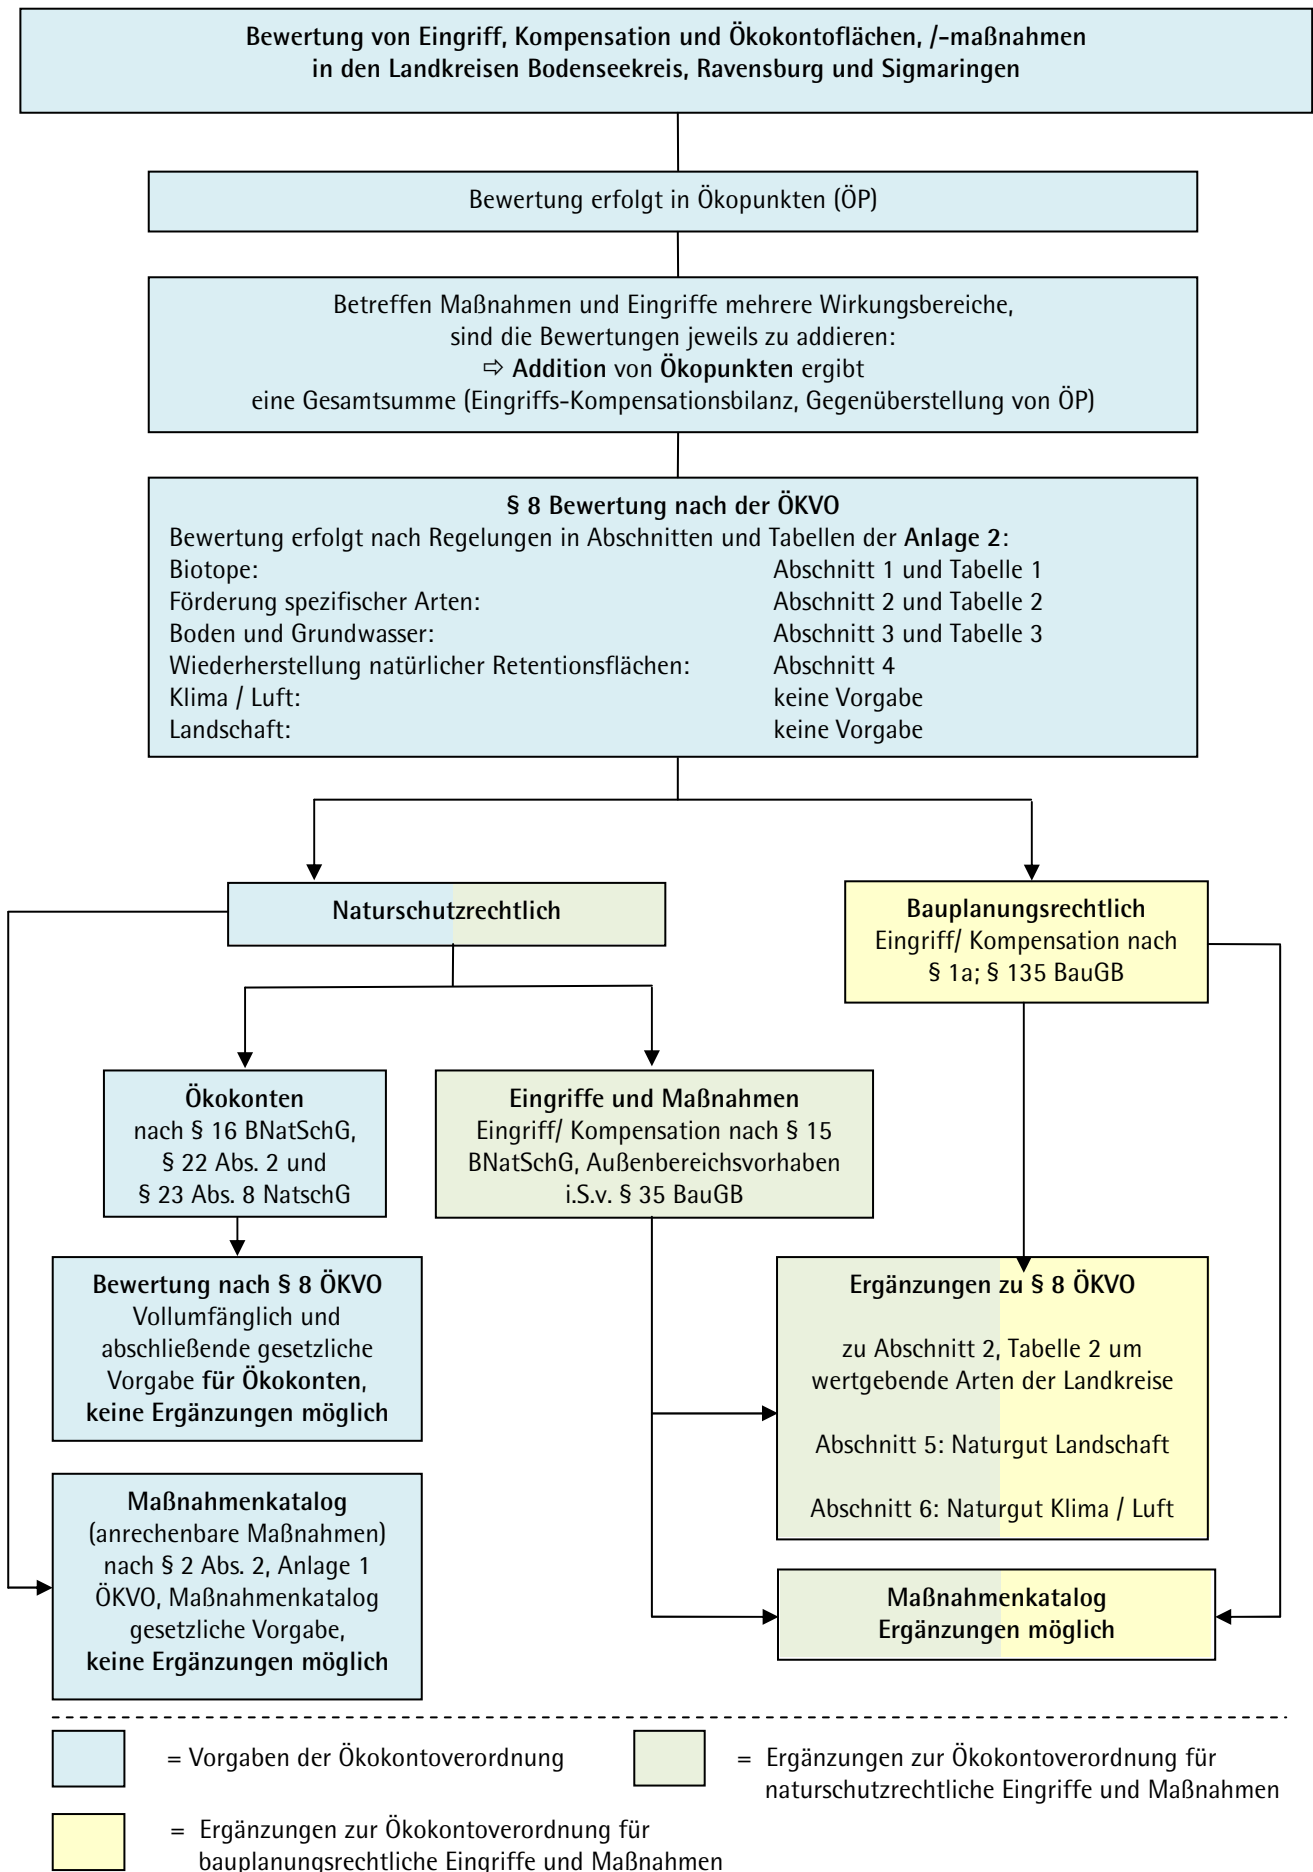 Bewertung von Eingriff, Kompensation und Ökokontoflächen, /-maßnahmen
in den Landkreisen Bodenseekreis, Ravensburg und Sigmaringen
Bewertung erfolgt in Ökopunkten (ÖP)
Betreffen Maßnahmen und Eingriffe mehrere Wirkungsbereiche,
sind die Bewertungen jeweils zu addieren:
⇨ Addition von Ökopunkten ergibt
eine Gesamtsumme (Eingriffs-Kompensationsbilanz, Gegenüberstellung von ÖP)
§ 8 Bewertung nach der ÖKVO
Bewertung erfolgt nach Regelungen in Abschnitten und Tabellen der Anlage 2:
Biotope: Abschnitt 1 und Tabelle 1
Förderung spezifischer Arten: Abschnitt 2 und Tabelle 2
Boden und Grundwasser: Abschnitt 3 und Tabelle 3
Wiederherstellung natürlicher Retentionsflächen: Abschnitt 4
Klima / Luft: keine Vorgabe
Landschaft: keine Vorgabe
Naturschutzrechtlich
Bauplanungsrechtlich
Eingriff/ Kompensation nach
§ 1a; § 135 BauGB
Ökokonten
nach § 16 BNatSchG,
§ 22 Abs. 2 und
§ 23 Abs. 8 NatschG
Eingriffe und Maßnahmen
Eingriff/ Kompensation nach § 15
BNatSchG, Außenbereichsvorhaben
i.S.v. § 35 BauGB
Bewertung nach § 8 ÖKVO
Vollumfänglich und
abschließende gesetzliche
Vorgabe für Ökokonten,
keine Ergänzungen möglich
Ergänzungen zu § 8 ÖKVO
zu Abschnitt 2, Tabelle 2 um
wertgebende Arten der Landkreise
Abschnitt 5: Naturgut Landschaft
Abschnitt 6: Naturgut Klima / Luft
Maßnahmenkatalog
(anrechenbare Maßnahmen)
nach § 2 Abs. 2, Anlage 1
ÖKVO, Maßnahmenkatalog
gesetzliche Vorgabe,
keine Ergänzungen möglich
Maßnahmenkatalog
Ergänzungen möglich
= Vorgaben der Ökokontoverordnung
= Ergänzungen zur Ökokontoverordnung für
naturschutzrechtliche Eingriffe und Maßnahmen
= Ergänzungen zur Ökokontoverordnung für
bauplanungsrechtliche Eingriffe und Maßnahmen